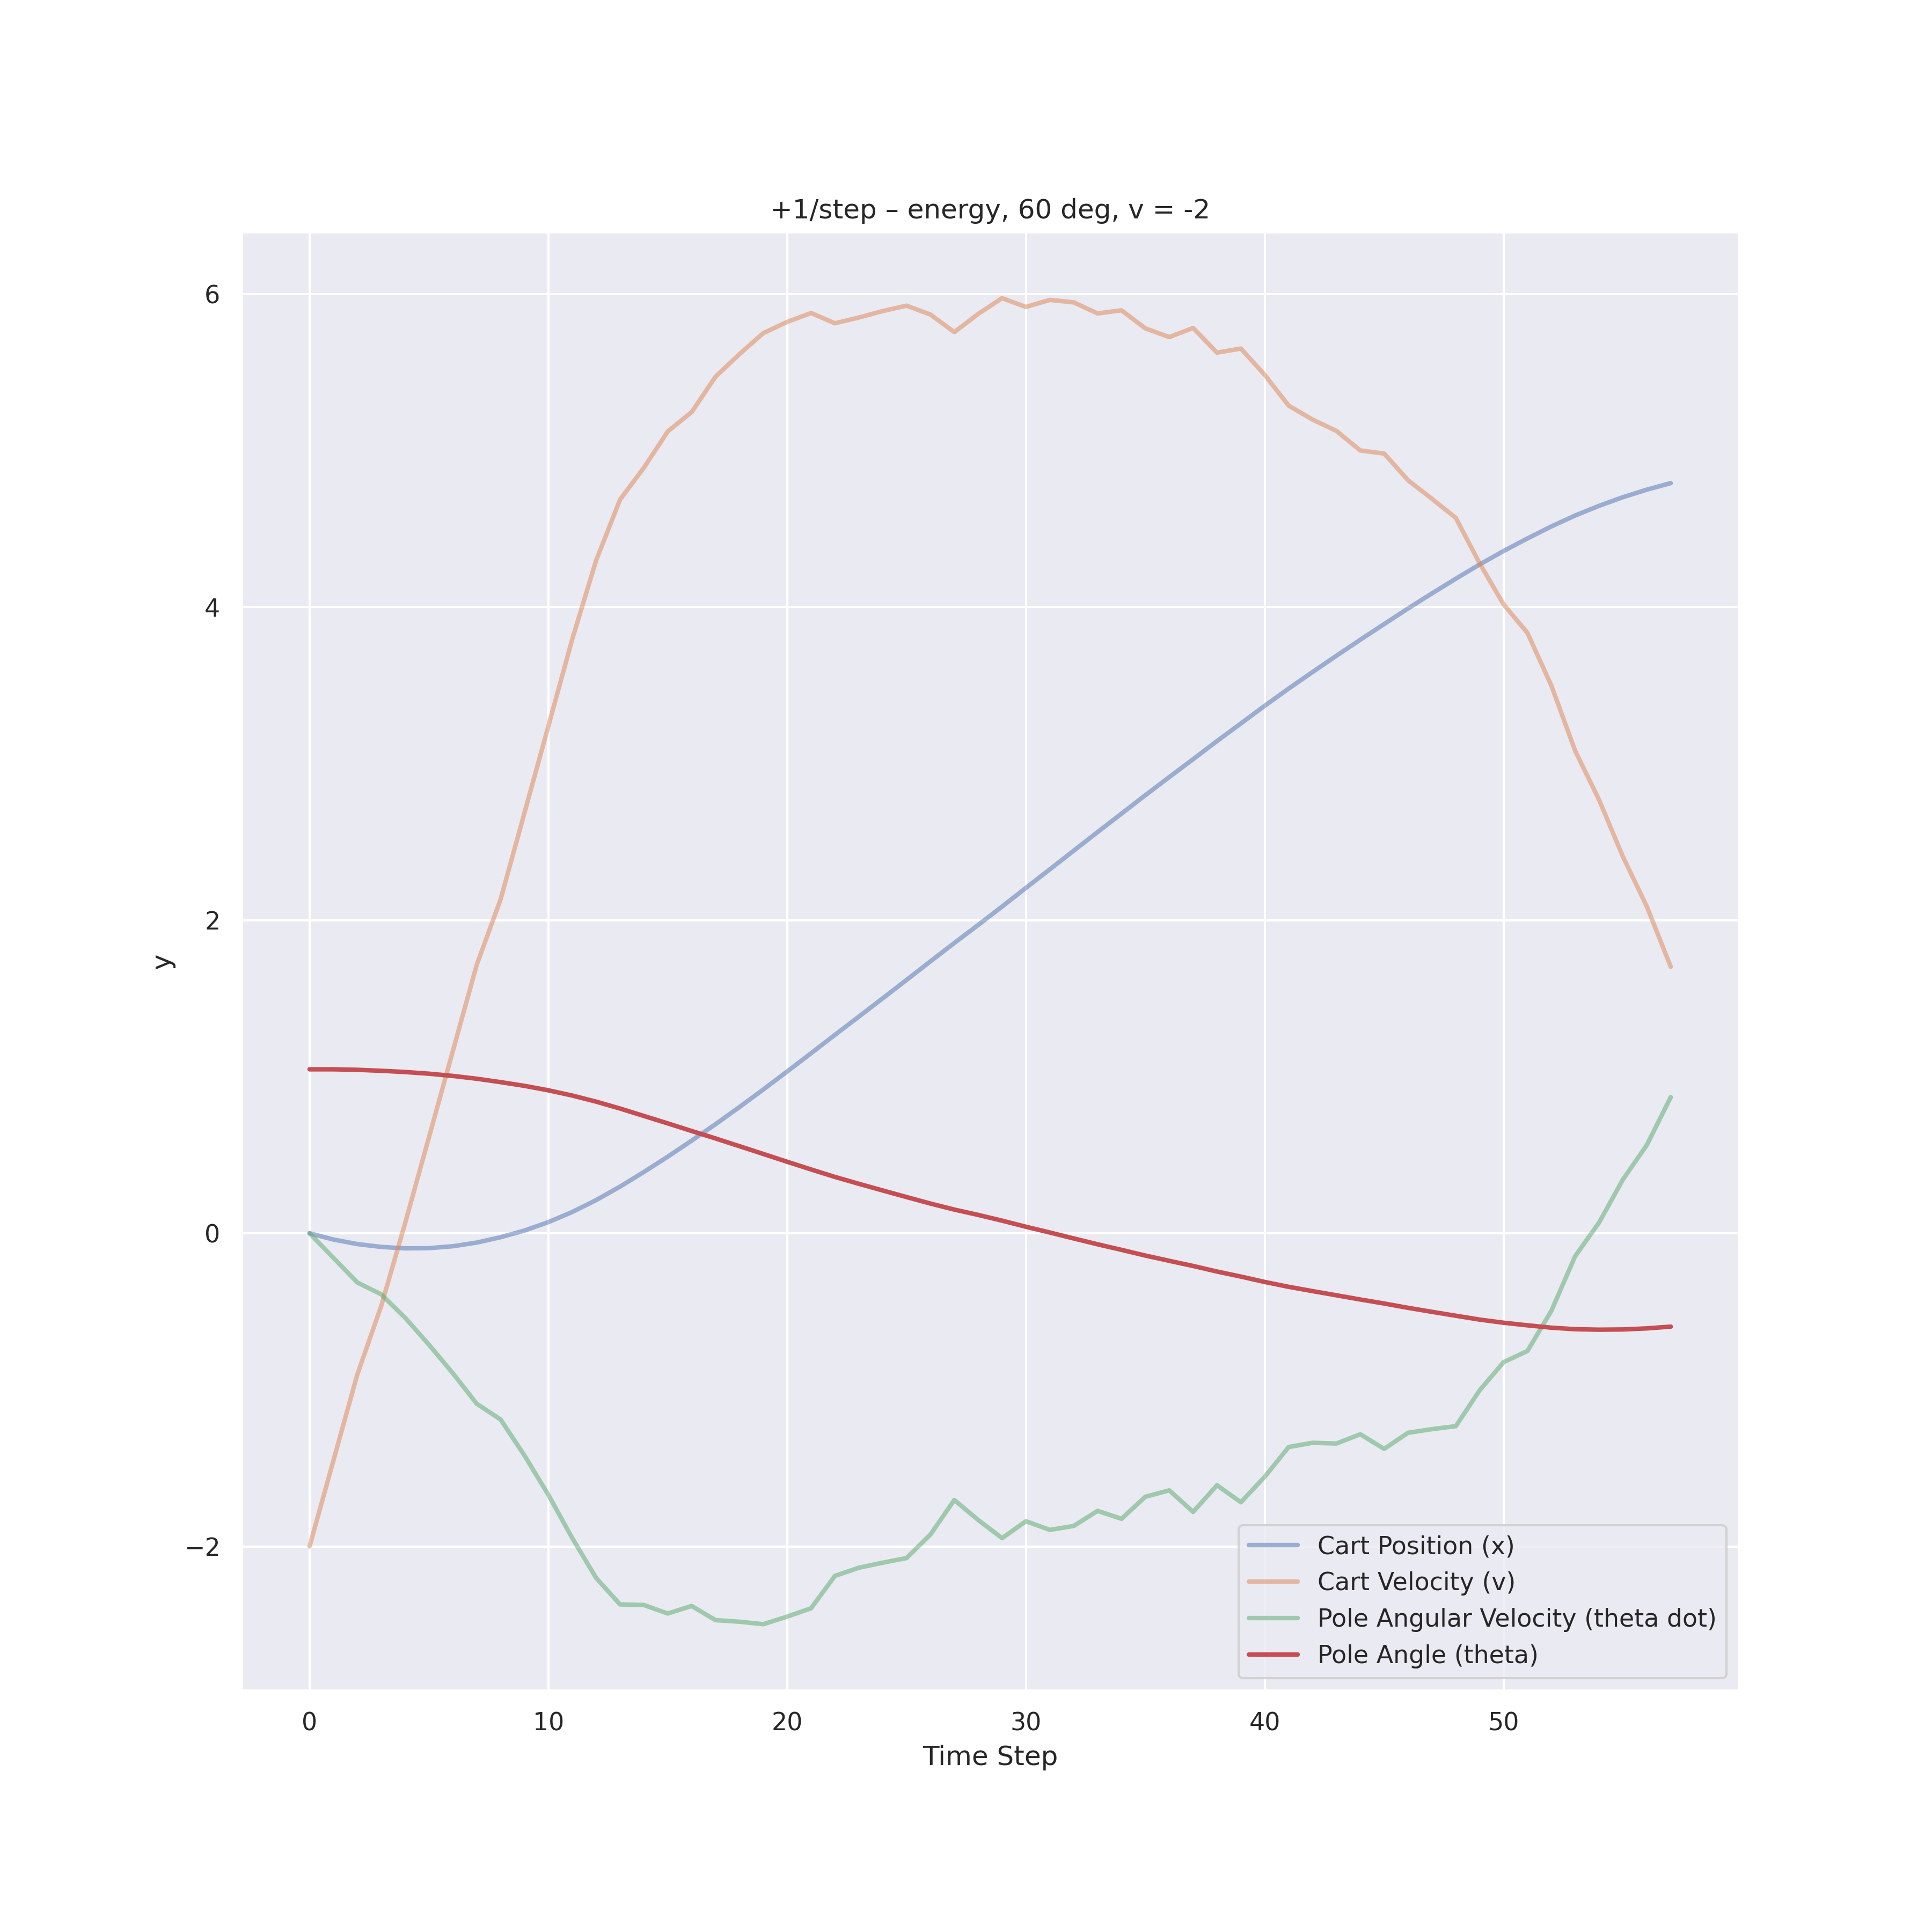 +1/step – energy, 60 deg, v = -2
6
4
2
0
−2
y
0 10 20 30 40 50
Time Step
Cart Position (x)
Cart Velocity (v)
Pole Angular Velocity (theta dot)
Pole Angle (theta)